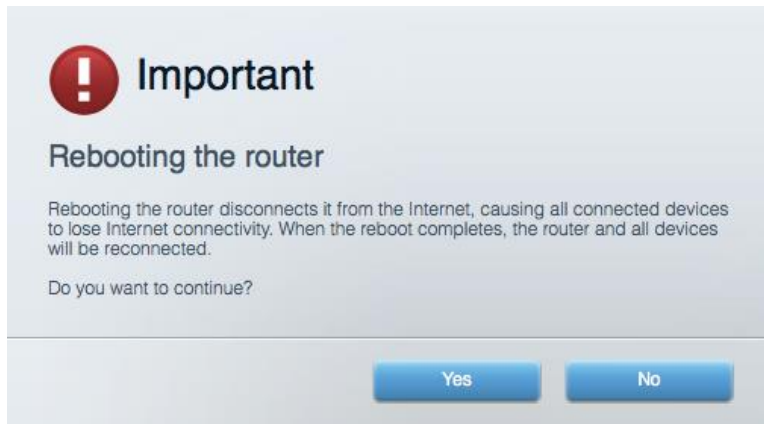 Important
Rebooting the router
Rebooting the router disconnects it from the Internet, causing all connected devices
to lose Internet connectivity. When the reboot completes, the router and all devices
will be reconnected.
Do you want to continue?
Yes
No